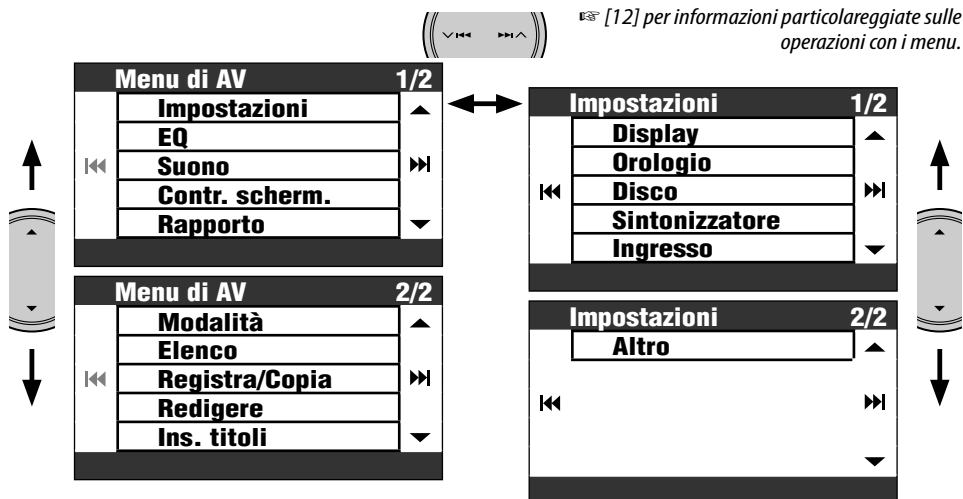 ☞ [12] per informazioni particolareggiate sulle
operazioni con i menu.
Menu di AV 1/2
Impostazioni
EQ
Suono
Contr. scherm.
Rapporto
Menu di AV 2/2
Modalità
Elenco
Registra/Copia
Redigere
Ins. titoli
Impostazioni 1/2
Display
Orologio
Disco
Sintonizzatore
Ingresso
Impostazioni 2/2
Altro